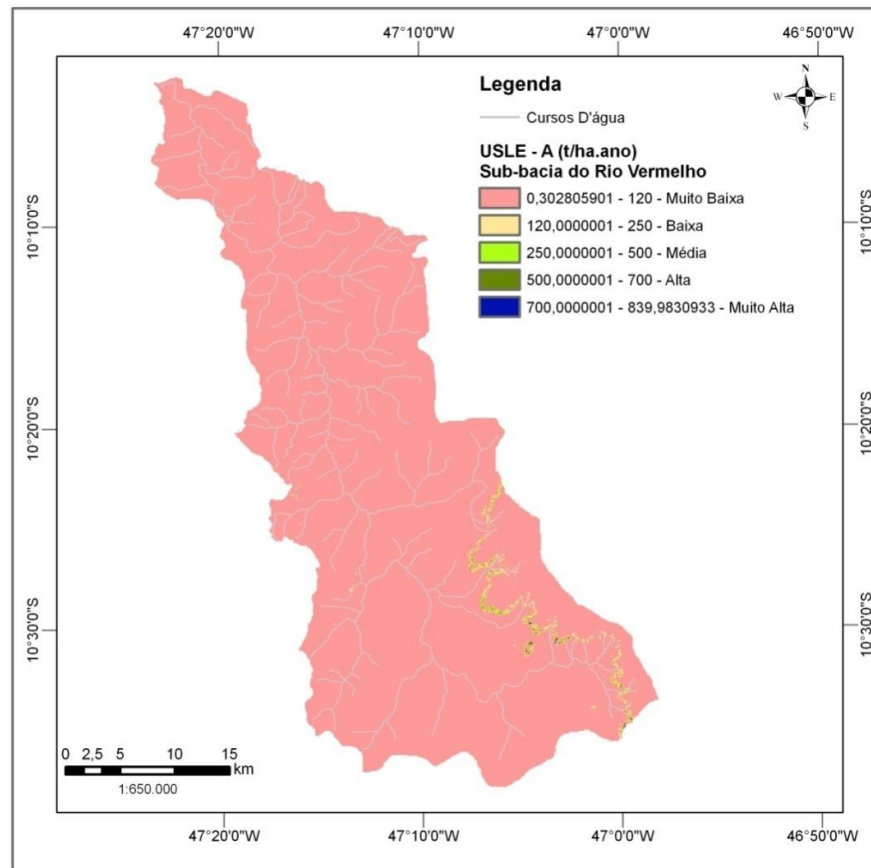 47°20'0"W 47°10'0"W 47°0'0"W 46°50'0"W
Legenda
Cursos D'água
USLE - A (t/ha.ano)
Sub-bacia do Rio Vermelho
0,302805901 - 120 - Muito Baixa
120,0000001 - 250 - Baixa
250,0000001 - 500 - Média
500,0000001 - 700 - Alta
700,0000001 - 839,9830933 - Muito Alta
N
W E
S
10°10'0"S 10°10'0"S
10°20'0"S 10°20'0"S
10°30'0"S 10°30'0"S
0 2,5 5 10 15
km
1:650.000
47°20'0"W 47°10'0"W 47°0'0"W 46°50'0"W